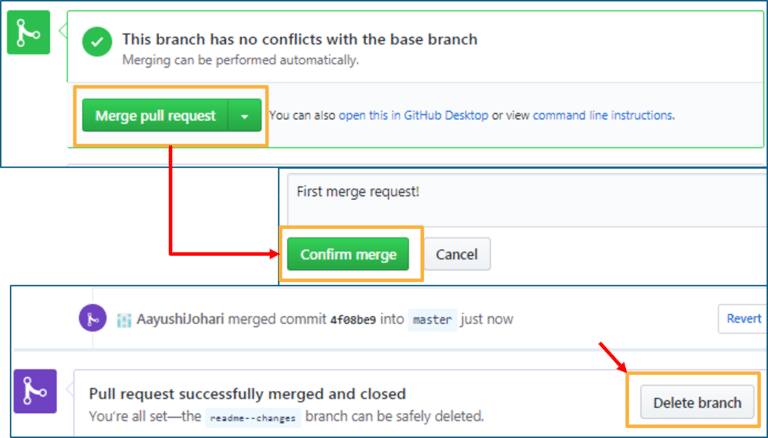 This branch has no conflicts with the base branch
Merging can be performed automatically.
Merge pull request You can also open this in GitHub Desktop or view command line instructions.
First merge request!
Confirm merge Cancel
AayushiJohari merged commit 4f08be9 into master just now Revert
Pull request successfully merged and closed
You're all set—the readme--changes branch can be safely deleted.
Delete branch